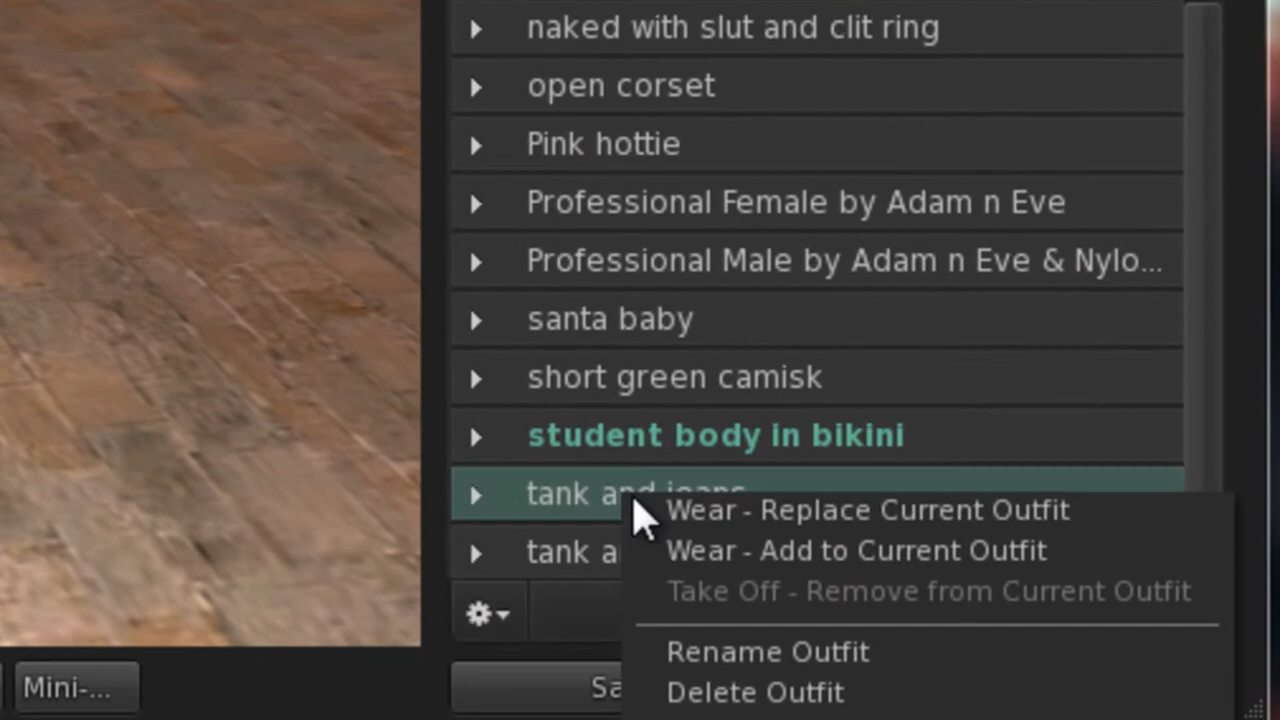 naked with slut and clit ring
open corset
Pink hottie
Professional Female by Adam n Eve
Professional Male by Adam n Eve & Nylo...
santa baby
short green camisk
student body in bikini
tank and jeans
Wear - Replace Current Outfit
Wear - Add to Current Outfit
tank a
Take Off - Remove from Current Outfit
Rename Outfit
Mini-...
Sa
Delete Outfit